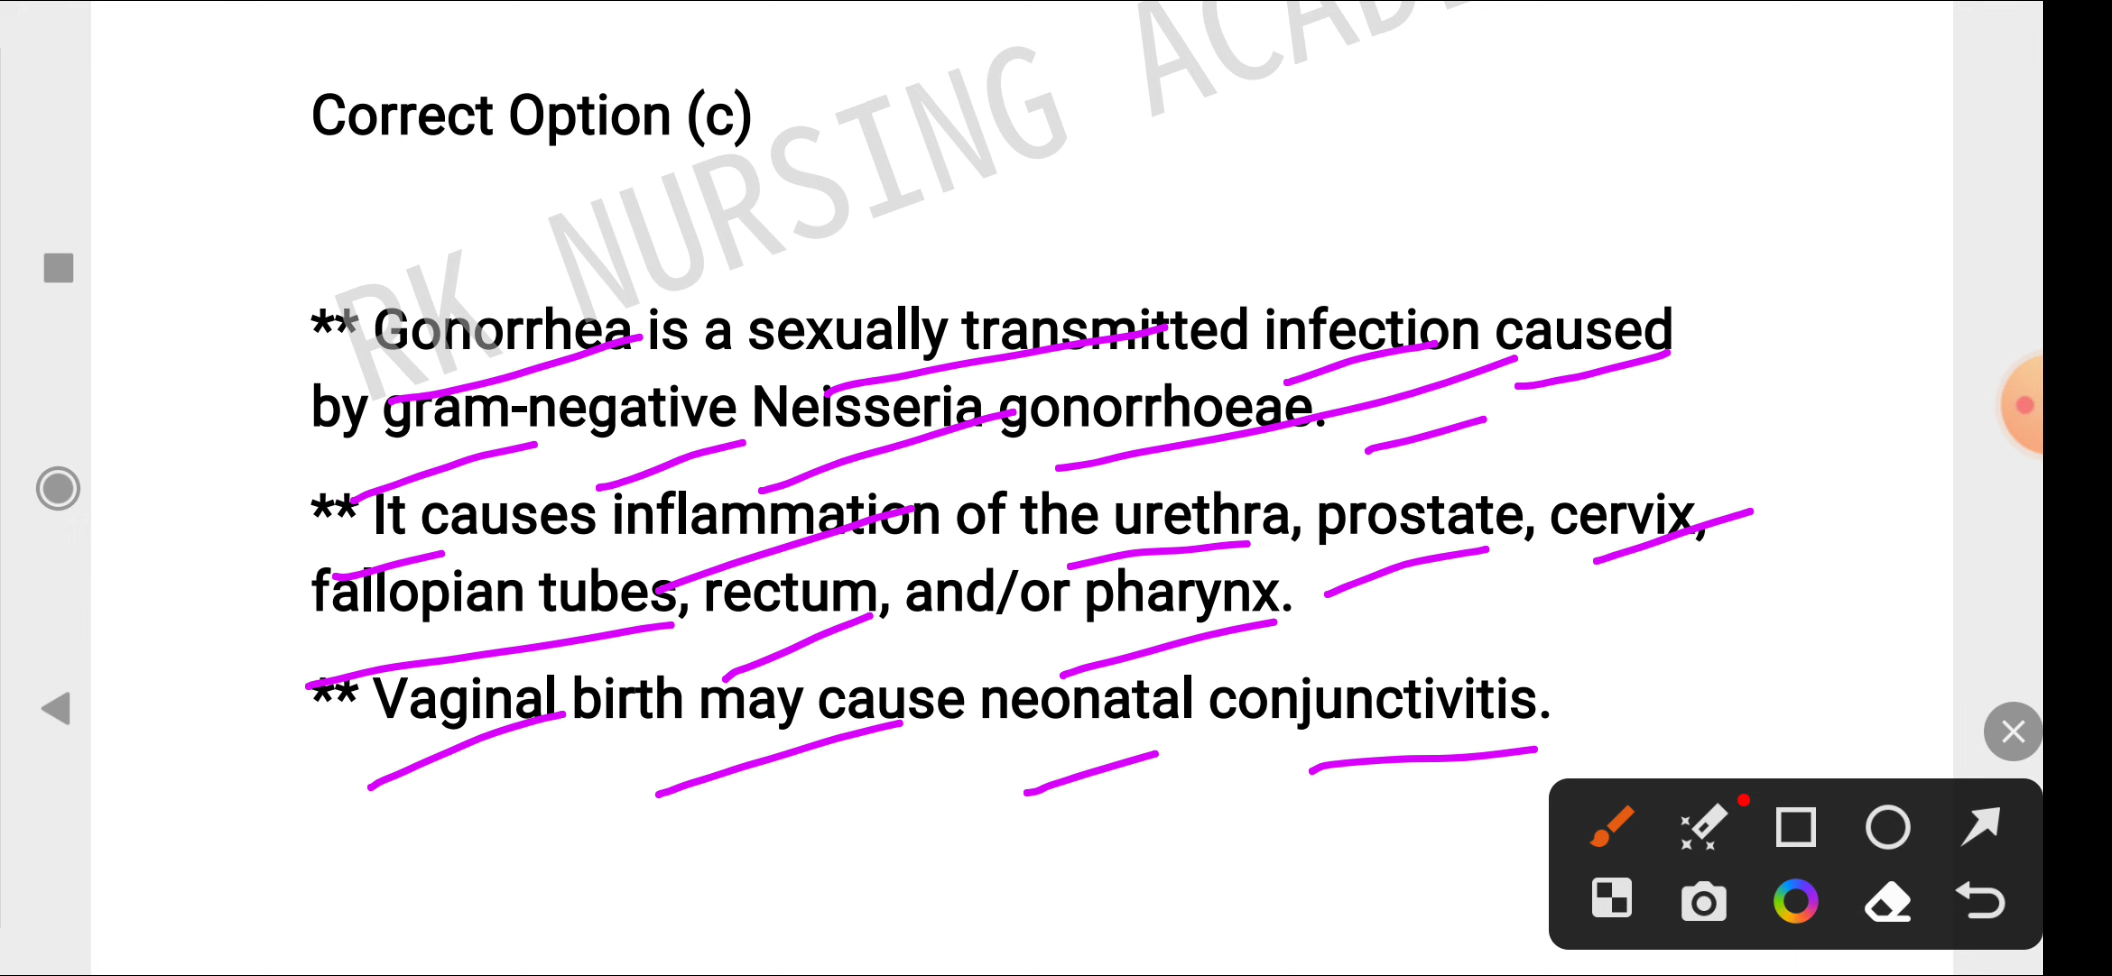 RK NURSING
Correct Option (c)
** Gonorrhea is a sexually transmitted infection caused
by gram-negative Neisseria gonorrhoeae.
** It causes inflammation of the urethra, prostate, cervix,
fallopian tubes, rectum, and/or pharynx.
** Vaginal birth may cause neonatal conjunctivitis.